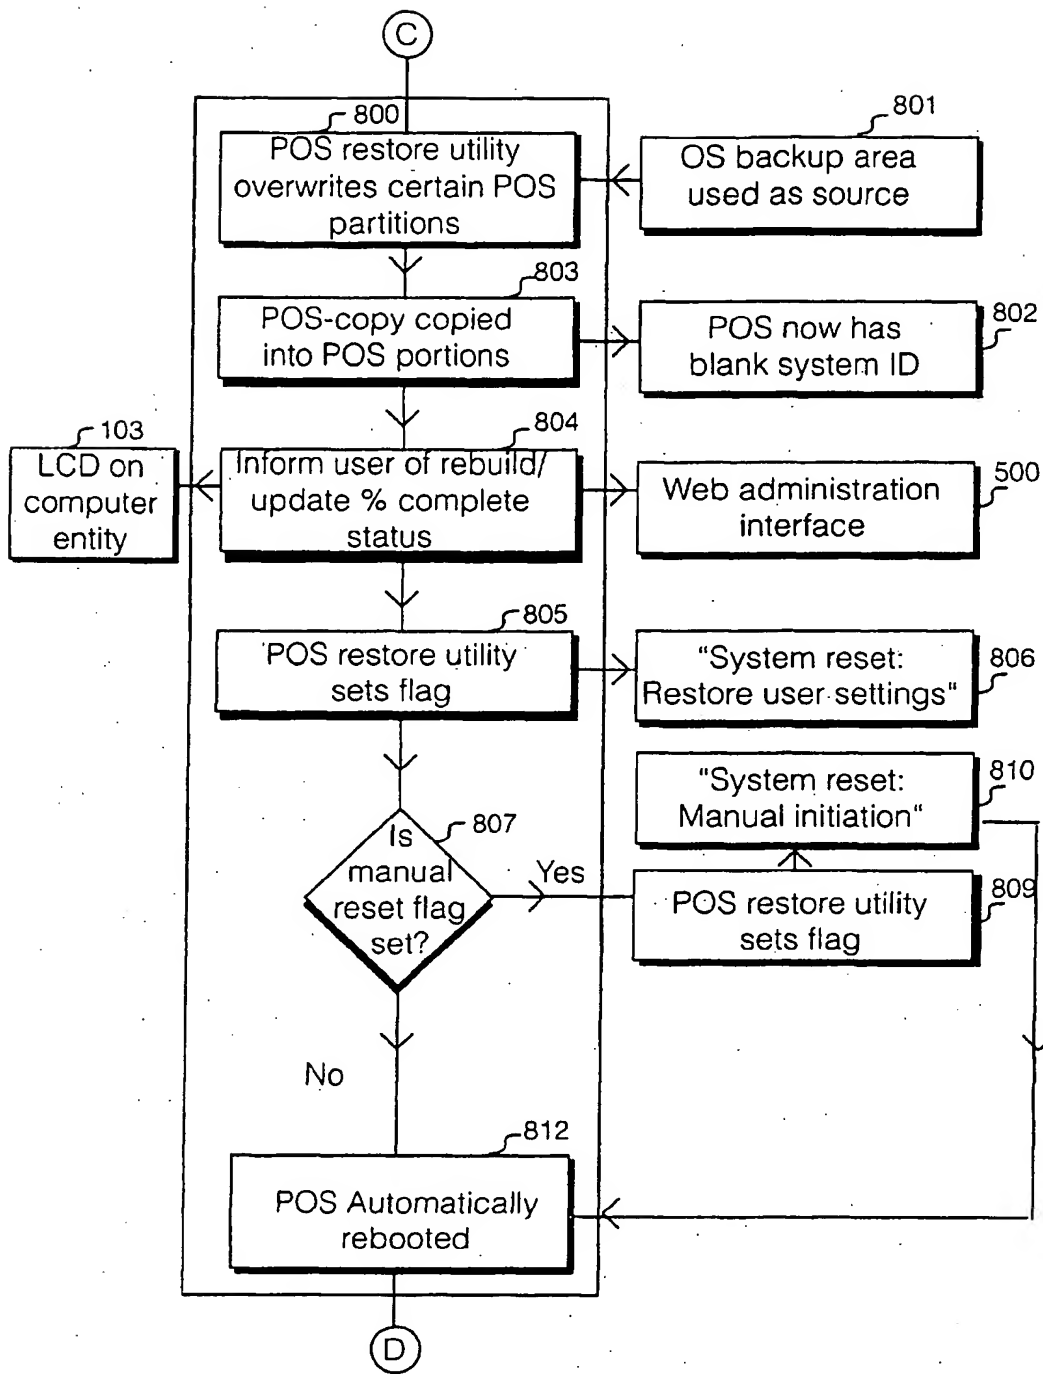 C
800
POS restore utility
overwrites certain POS
partitions
801
OS backup area
used as source
803
POS-copy copied
into POS portions
802
POS now has
blank system ID
103
LCD on
computer
entity
804
Inform user of rebuild/
update % complete
status
500
Web administration
interface
805
POS restore utility
sets flag
806
"System reset:
Restore user settings"
810
"System reset:
Manual initiation"
807
Is
manual
reset flag
set?
Yes
809
POS restore utility
sets flag
No
812
POS Automatically
rebooted
D